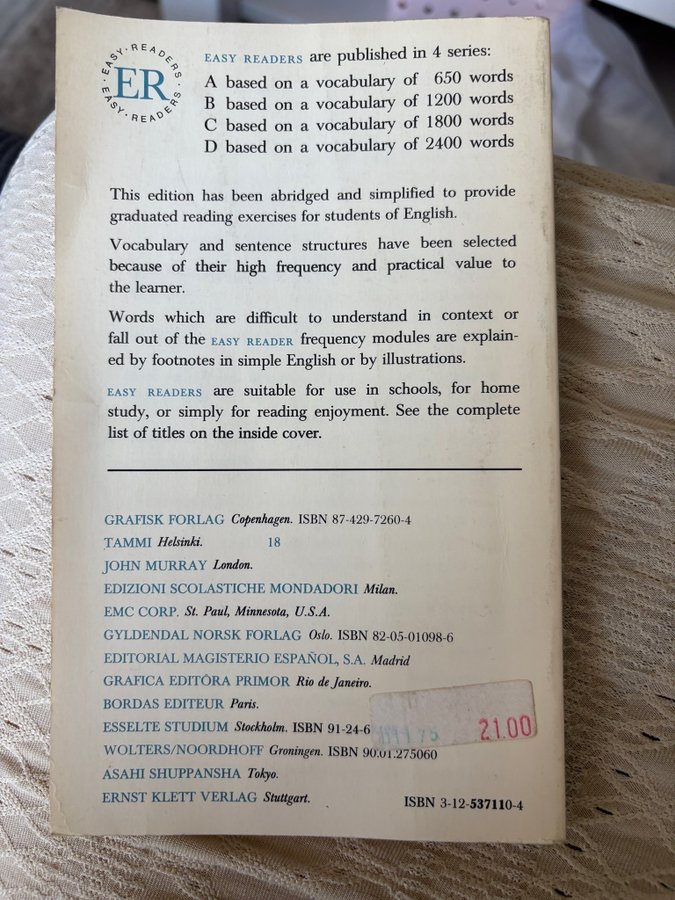 ·EASY·READERS·
ER
·EASY·READERS·
EASY READERS are published in 4 series:
A based on a vocabulary of 650 words
B based on a vocabulary of 1200 words
C based on a vocabulary of 1800 words
D based on a vocabulary of 2400 words
This edition has been abridged and simplified to provide
graduated reading exercises for students of English.
Vocabulary and sentence structures have been selected
because of their high frequency and practical value to
the learner.
Words which are difficult to understand in context or
fall out of the EASY READER frequency modules are explain-
ed by footnotes in simple English or by illustrations.
EASY READERS are suitable for use in schools, for home
study, or simply for reading enjoyment. See the complete
list of titles on the inside cover.
GRAFISK FORLAG Copenhagen. ISBN 87-429-7260-4
TAMMI Helsinki. 18
JOHN MURRAY London.
EDIZIONI SCOLASTICHE MONDADORI Milan.
EMC CORP. St. Paul, Minnesota, U.S.A.
GYLDENDAL NORSK FORLAG Oslo. ISBN 82-05-01098-6
EDITORIAL MAGISTERIO ESPAÑOL, S.A. Madrid
GRAFICA EDITÔRA PRIMOR Rio de Janeiro.
BORDAS EDITEUR Paris.
ESSELTE STUDIUM Stockholm. ISBN 91-24-6
21.00
WOLTERS/NOORDHOFF Groningen. ISBN 90.01.275060
ASAHI SHUPPANSHA Tokyo.
ERNST KLETT VERLAG Stuttgart.
ISBN 3-12-537110-4